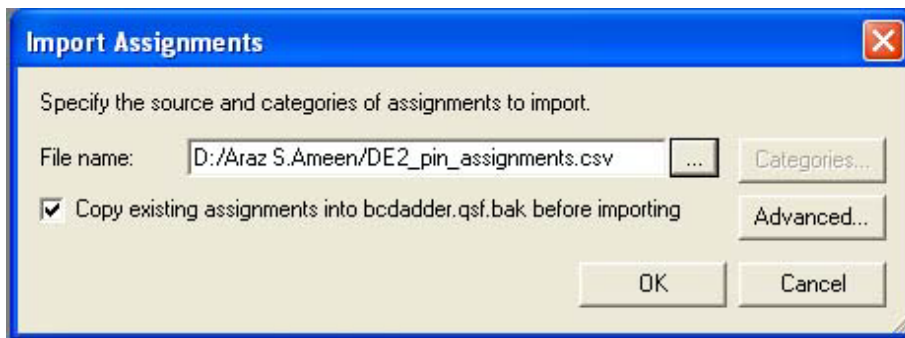 Import Assignments
Specify the source and categories of assignments to import.
File name: D:/Araz S.Ameen/DE2_pin_assignments.csv ... Categories...
Copy existing assignments into bcdadder.qsf.bak before importing Advanced...
OK Cancel